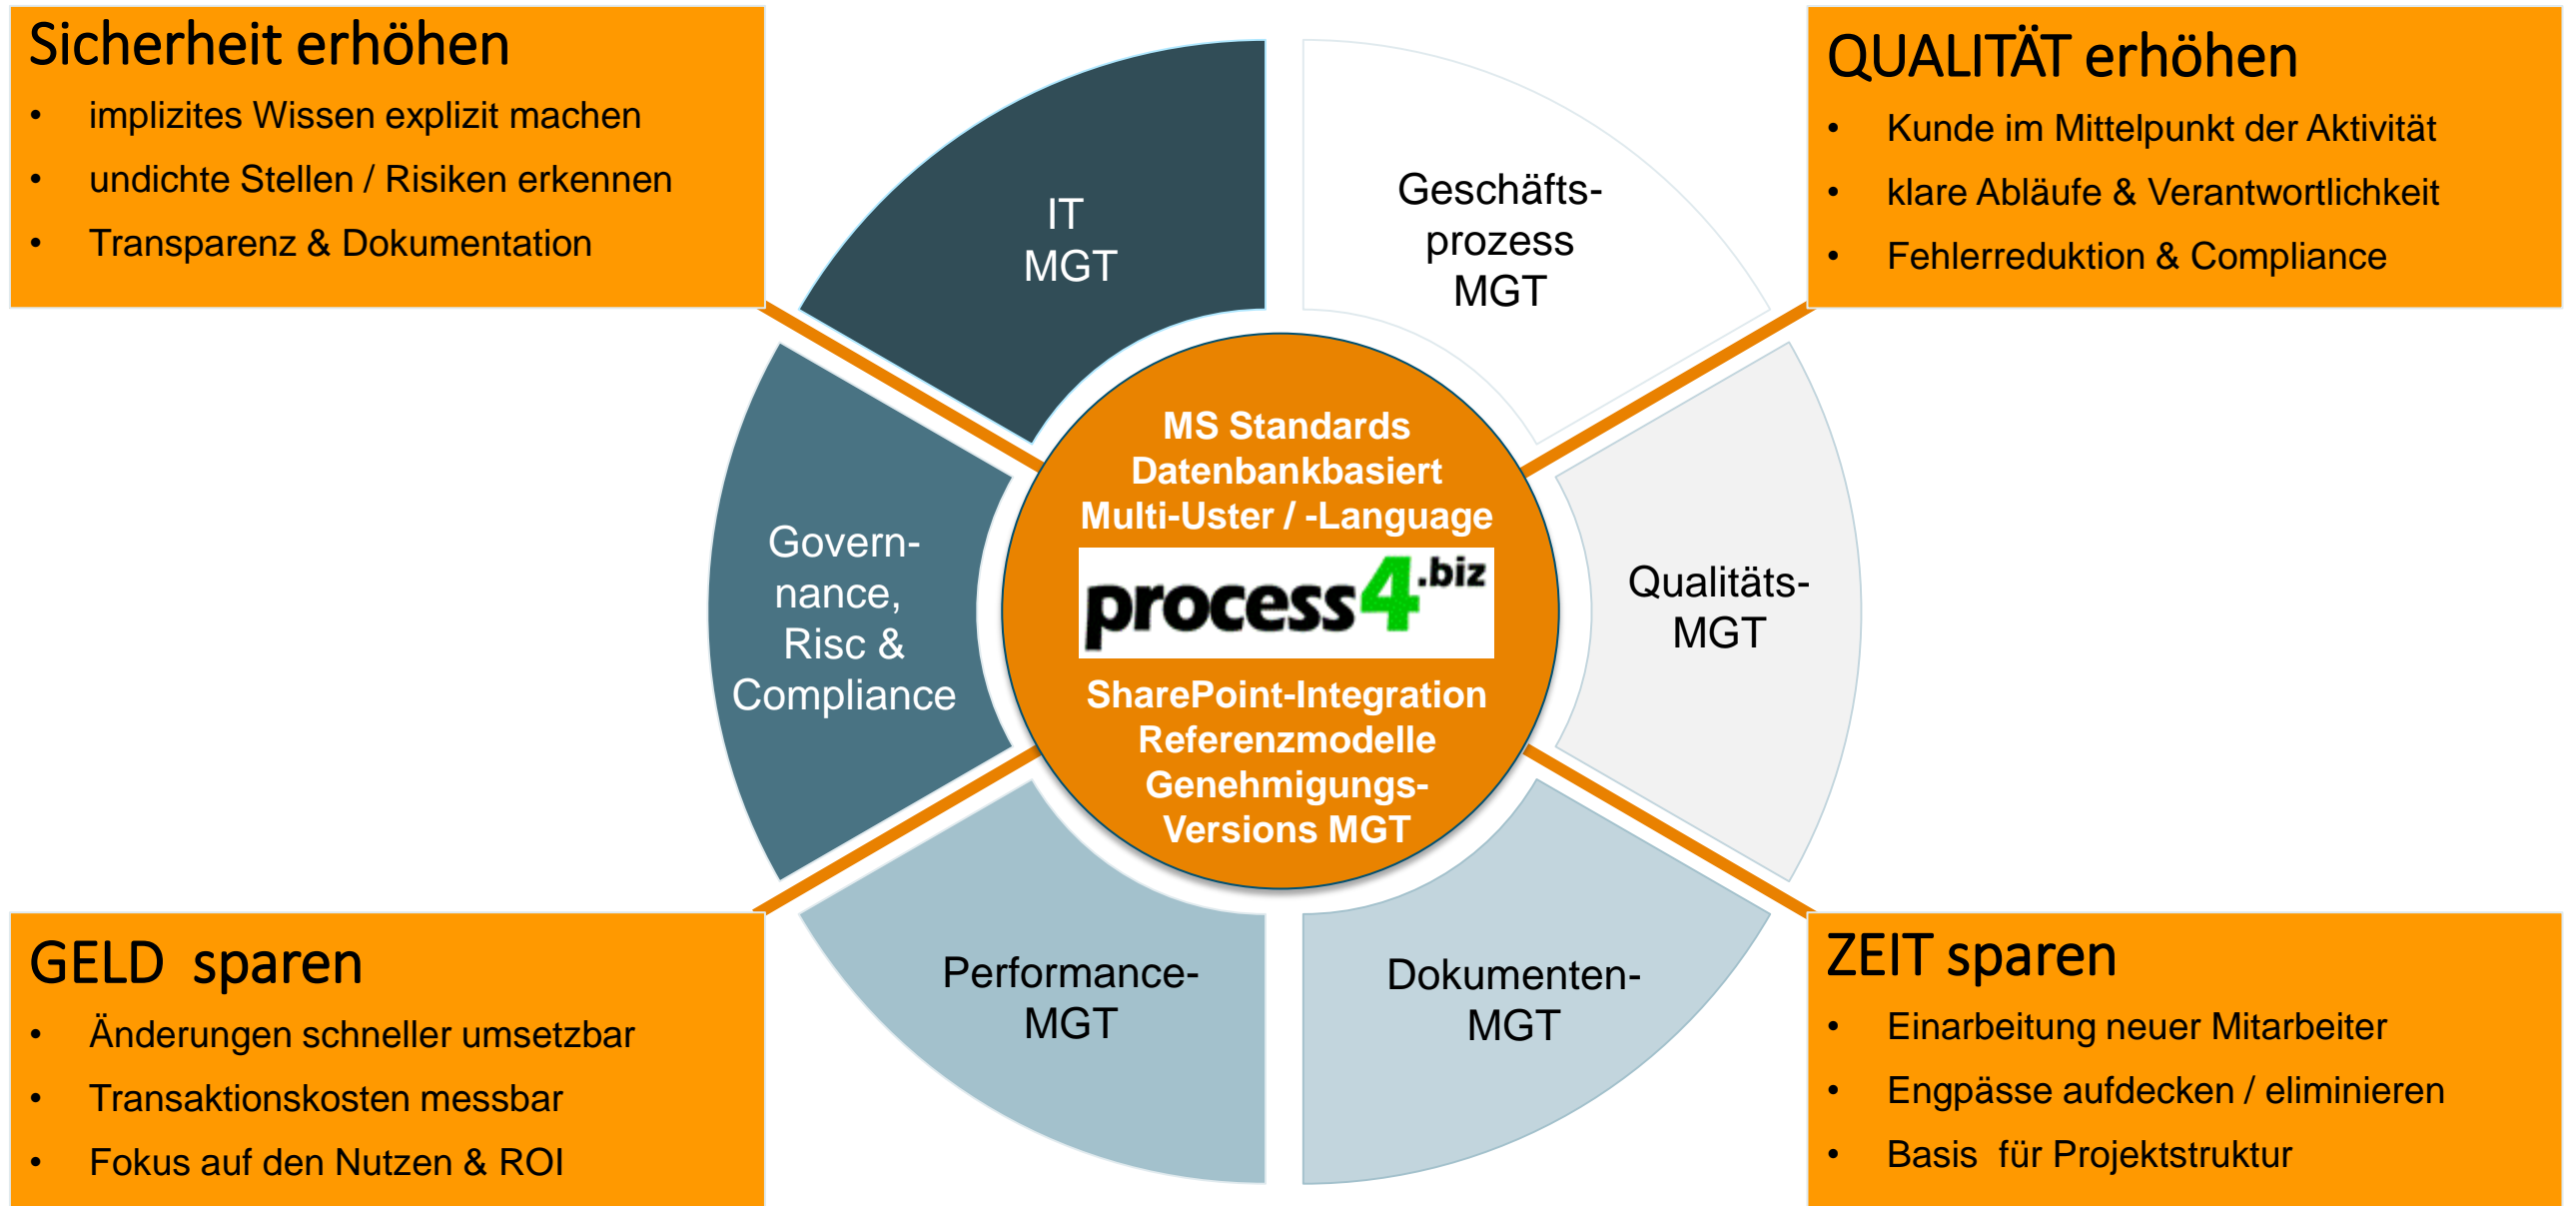 Sicherheit erhöhen
• implizites Wissen explizit machen
• undichte Stellen / Risiken erkennen
• Transparenz & Dokumentation
QUALITÄT erhöhen
• Kunde im Mittelpunkt der Aktivität
• klare Abläufe & Verantwortlichkeit
• Fehlerreduktion & Compliance
IT
MGT
Geschäfts-
prozess
MGT
Govern-
nance,
Risc &
Compliance
MS Standards
Datenbankbasiert
Multi-Uster / -Language
process4.biz
SharePoint-Integration
Referenzmodelle
Genehmigungs-
Versions MGT
Qualitäts-
MGT
Performance-
MGT
Dokumenten-
MGT
GELD  sparen
• Änderungen schneller umsetzbar
• Transaktionskosten messbar
• Fokus auf den Nutzen & ROI
ZEIT sparen
• Einarbeitung neuer Mitarbeiter
• Engpässe aufdecken / eliminieren
• Basis  für Projektstruktur